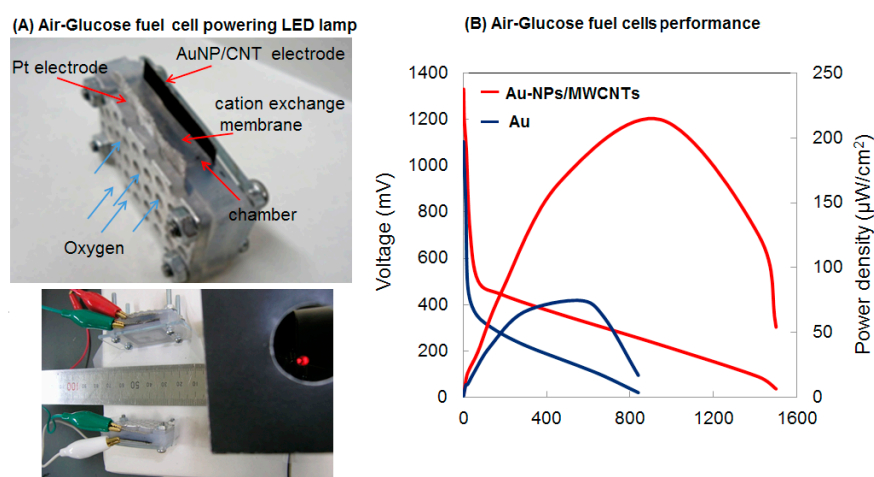 (A) Air-Glucose fuel cell powering LED lamp
AuNP/CNT electrode
Pt electrode
cation exchange
membrane
chamber
Oxygen
100
50
(B) Air-Glucose fuel cells performance
1400
1200
1000
800
600
400
200
0
Voltage (mV)
Au-NPs/MWCNTs
Au
250
200
150
100
50
0
Power density (µW/cm²)
0
400
800
1200
1600